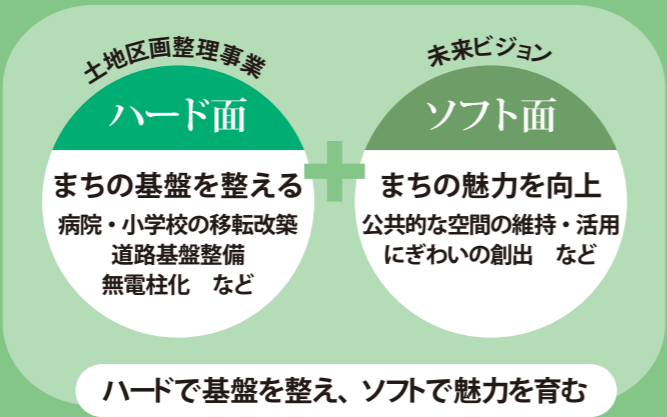 土地区画整理事業
ハード面
まちの基盤を整える
病院・小学校の移転改築
道路基盤整備
無電柱化　など
+
未来ビジョン
ソフト面
まちの魅力を向上
公共的な空間の維持・活用
にぎわいの創出　など
ハードで基盤を整え、ソフトで魅力を育む